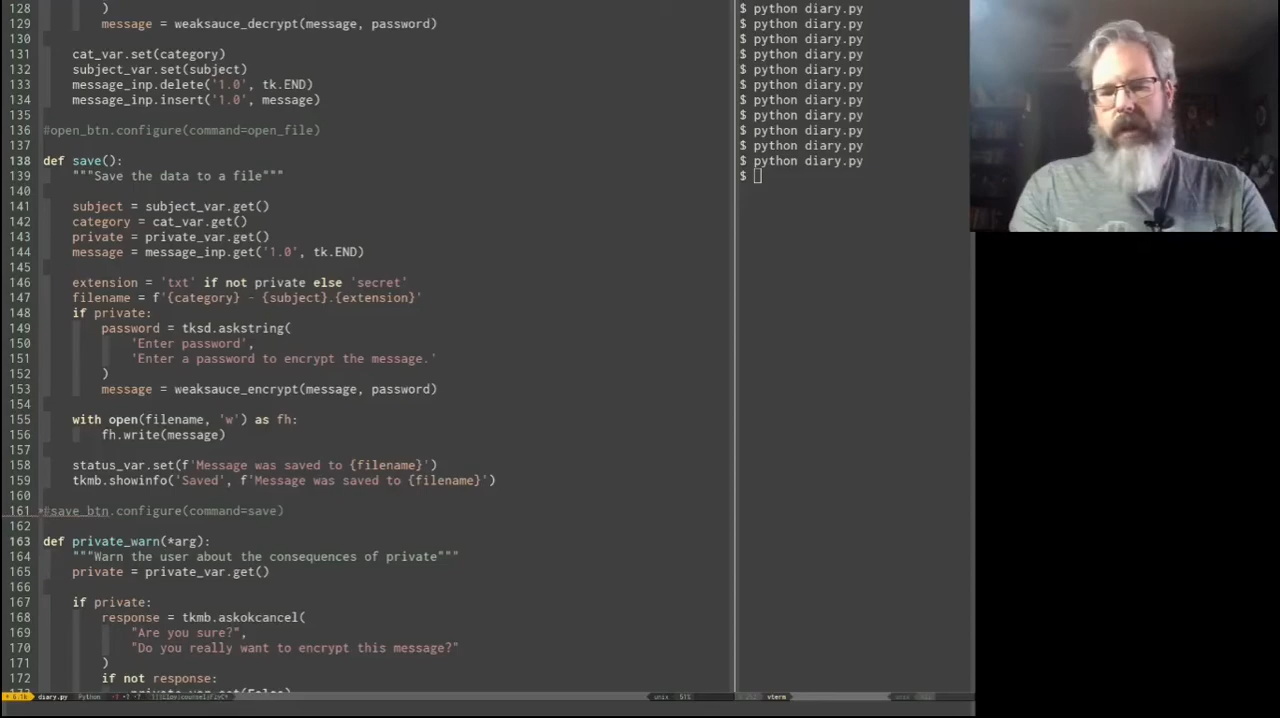 128             )
129             message = weaksauce_decrypt(message, password)
130
131         cat_var.set(category)
132         subject_var.set(subject)
133         message_inp.delete('1.0', tk.END)
134         message_inp.insert('1.0', message)
135
136     #open_btn.configure(command=open_file)
137
138     def save():
139         """Save the data to a file"""
140
141         subject = subject_var.get()
142         category = cat_var.get()
143         private = private_var.get()
144         message = message_inp.get('1.0', tk.END)
145
146         extension = 'txt' if not private else 'secret'
147         filename = f'{category} - {subject}.{extension}'
148         if private:
149             password = tksd.askstring(
150                 'Enter password',
151                 'Enter a password to encrypt the message.'
152             )
153             message = weaksauce_encrypt(message, password)
154
155         with open(filename, 'w') as fh:
156             fh.write(message)
157
158         status_var.set(f'Message was saved to {filename}')
159         tkmb.showinfo('Saved', f'Message was saved to {filename}')
160
161     #save_btn.configure(command=save)
162
163     def private_warn(*arg):
164         """Warn the user about the consequences of private"""
165         private = private_var.get()
166
167         if private:
168             response = tkmb.askokcancel(
169                 "Are you sure?",
170                 "Do you really want to encrypt this message?"
171             )
172             if not response:
173                 private_var.set(False)
diary.py Python unix 51%
$ python diary.py
$ python diary.py
$ python diary.py
$ python diary.py
$ python diary.py
$ python diary.py
$ python diary.py
$ python diary.py
$ python diary.py
$ python diary.py
$ python diary.py
$
vterm